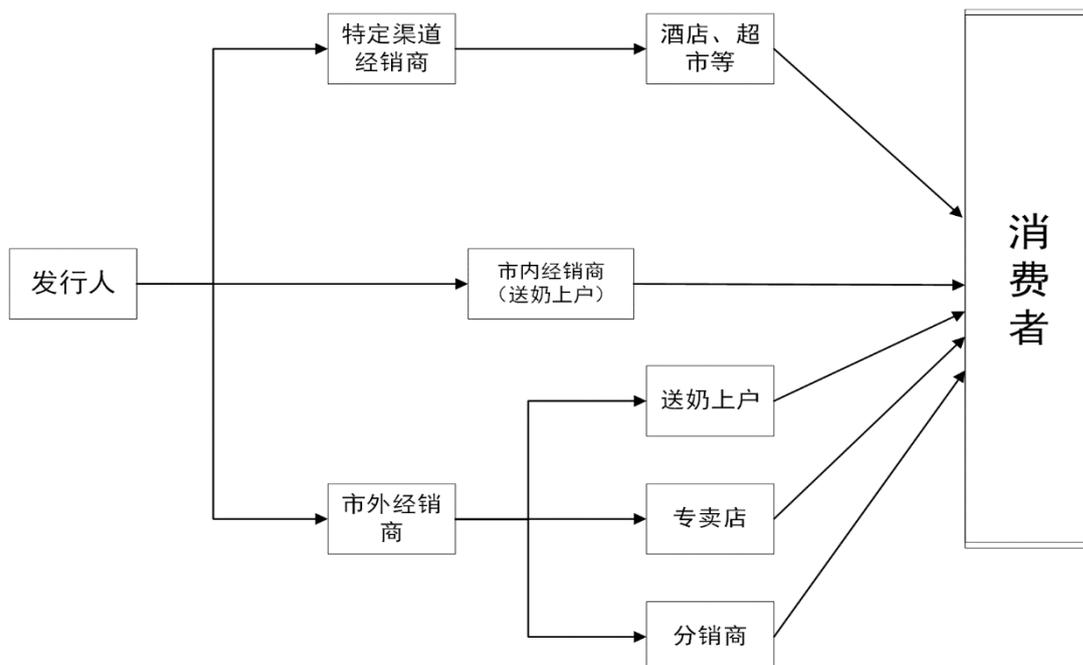 特定渠道
经销商
酒店、超
市等
发行人
市内经销商
（送奶上户）
消
费
者
送奶上户
市外经销
商
专卖店
分销商